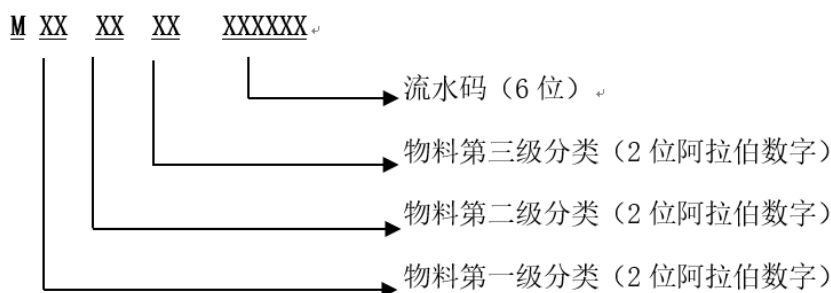 M XX XX XX XXXXXX
流水码（6 位）
物料第三级分类（2 位阿拉伯数字）
物料第二级分类（2 位阿拉伯数字）
物料第一级分类（2 位阿拉伯数字）